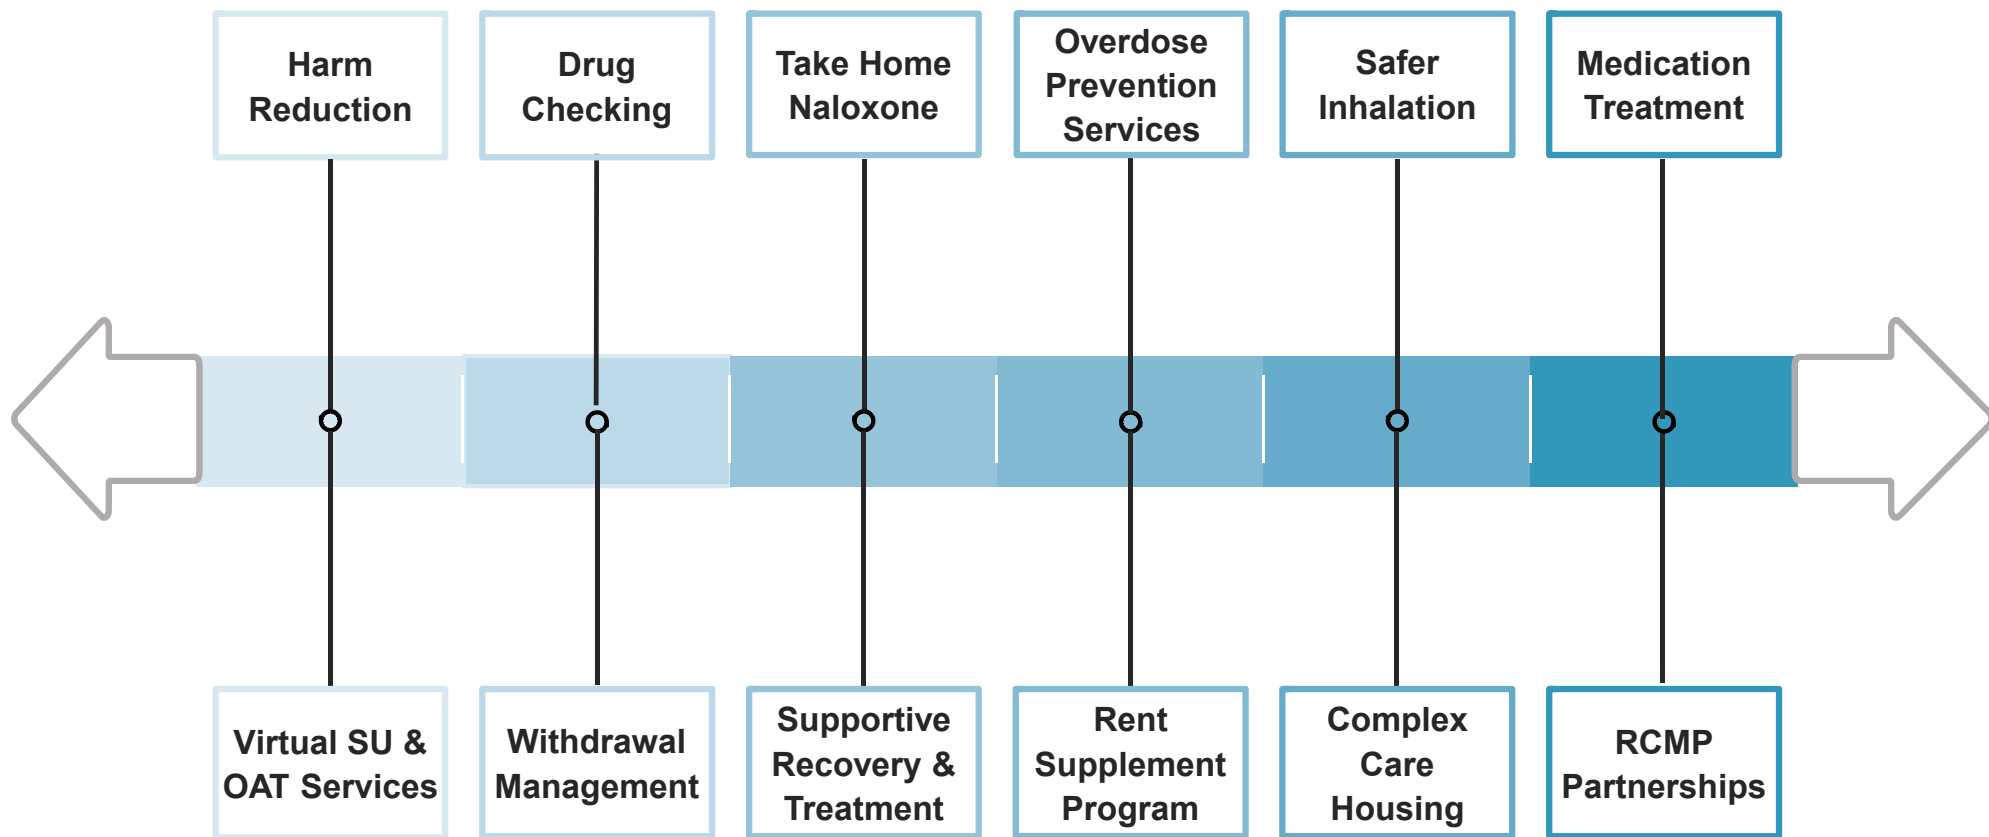 Harm
Reduction
Drug
Checking
Take Home
Naloxone
Overdose
Prevention
Services
Safer
Inhalation
Medication
Treatment
Virtual SU &
OAT Services
Withdrawal
Management
Supportive
Recovery &
Treatment
Rent
Supplement
Program
Complex
Care
Housing
RCMP
Partnerships